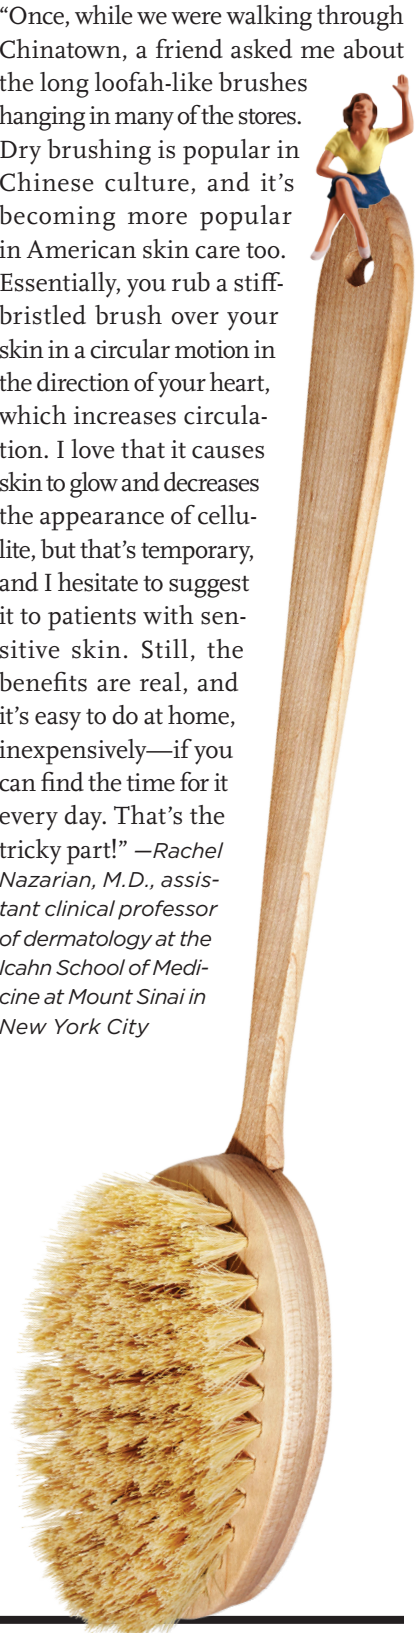 “Once, while we were walking through
Chinatown, a friend asked me about
the long loofah-like brushes
hanging in many of the stores.
Dry brushing is popular in
Chinese culture, and it’s
becoming more popular
in American skin care too.
Essentially, you rub a stiff-
bristled brush over your
skin in a circular motion in
the direction of your heart,
which increases circula-
tion. I love that it causes
skin to glow and decreases
the appearance of cellu-
lite, but that’s temporary,
and I hesitate to suggest
it to patients with sen-
sitive skin. Still, the
benefits are real, and
it’s easy to do at home,
inexpensively—if you
can find the time for it
every day. That’s the
tricky part!” —Rachel
Nazarian, M.D., assis-
tant clinical professor
of dermatology at the
Icahn School of Medi-
cine at Mount Sinai in
New York City